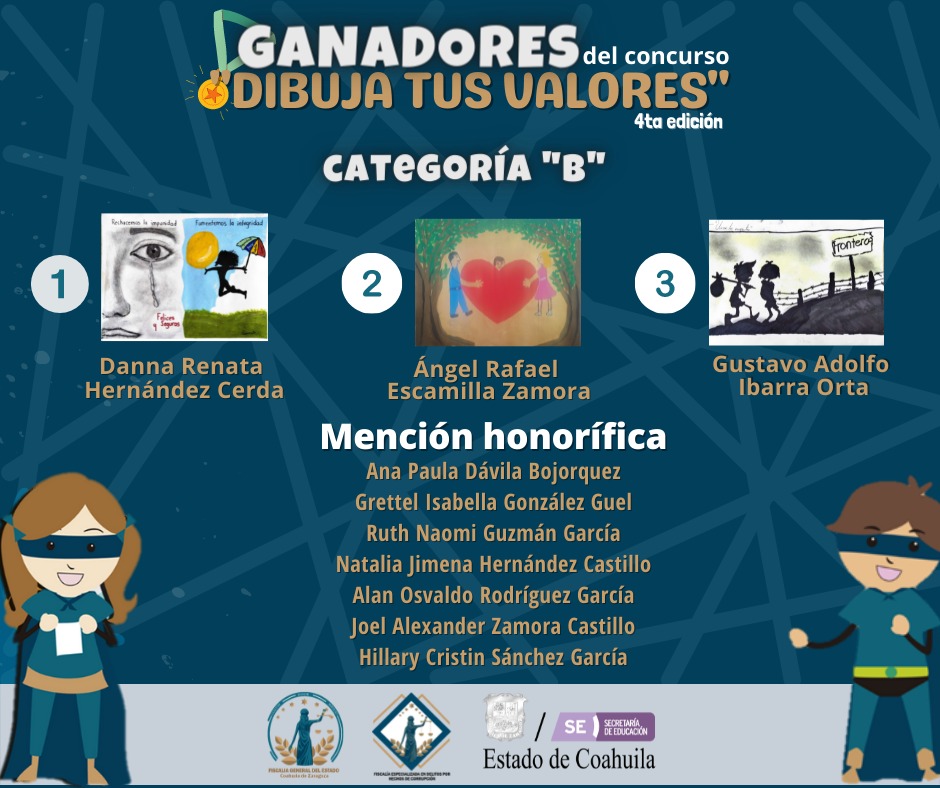 GANADORES del concurso
"DIBUJA TUS VALORES"
4ta edición
CATEGORÍA "B"
1
Rechacemos la impunidad
Fomentemos la integridad
Felices
y Seguros
Danna Renata
Hernández Cerda
2
Ángel Rafael
Escamilla Zamora
3
frontera
Gustavo Adolfo
Ibarra Orta
Mención honorífica
Ana Paula Dávila Bojorquez
Grettel Isabella González Guel
Ruth Naomi Guzmán García
Natalia Jimena Hernández Castillo
Alan Osvaldo Rodríguez García
Joel Alexander Zamora Castillo
Hillary Cristin Sánchez García
FISCALÍA GENERAL DEL ESTADO
Coahuila de Zaragoza
FISCALÍA ESPECIALIZADA EN DELITOS POR
HECHOS DE CORRUPCIÓN
/ SE SECRETARÍA
DE EDUCACIÓN
Estado de Coahuila